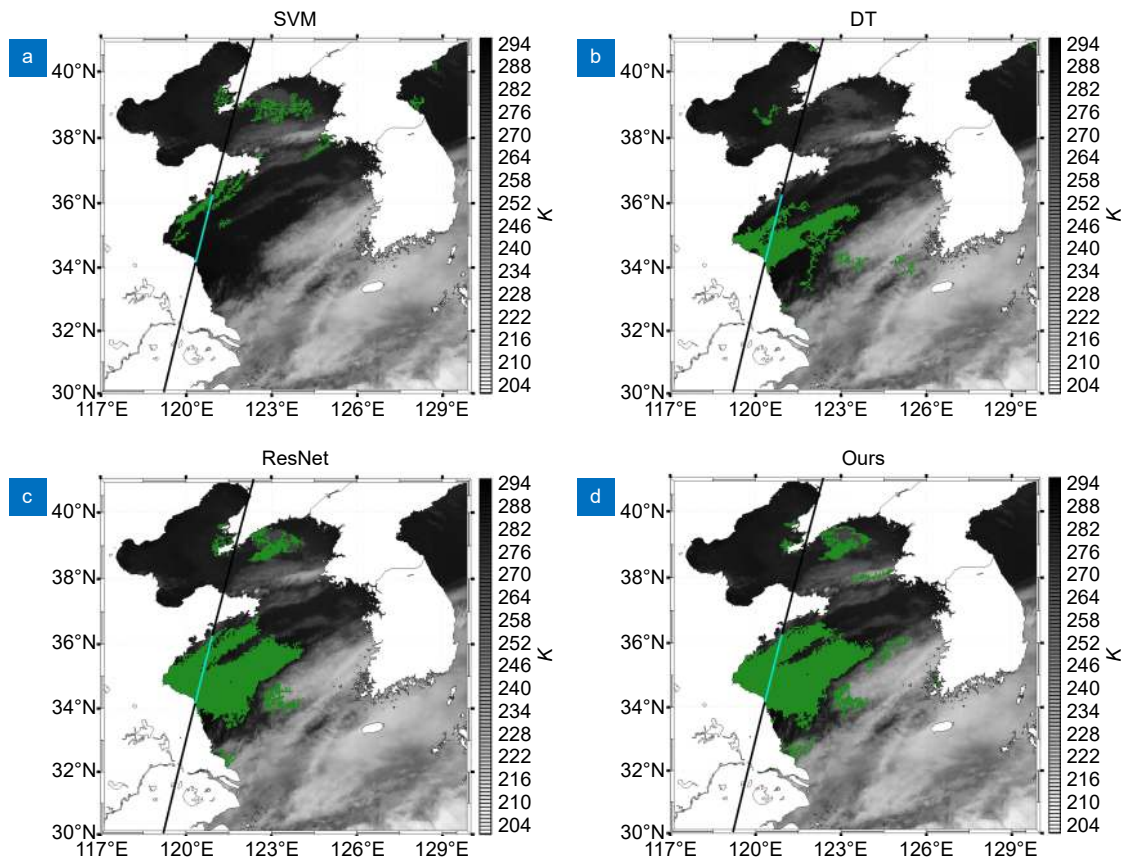 SVM
a
40°N
38°N
36°N
34°N
32°N
30°N
117°E 120°E 123°E 126°E 129°E
294
288
282
276
270
264
258
252
246
240
234
228
222
216
210
204
K
DT
b
40°N
38°N
36°N
34°N
32°N
30°N
117°E 120°E 123°E 126°E 129°E
294
288
282
276
270
264
258
252
246
240
234
228
222
216
210
204
K
ResNet
c
40°N
38°N
36°N
34°N
32°N
30°N
117°E 120°E 123°E 126°E 129°E
294
288
282
276
270
264
258
252
246
240
234
228
222
216
210
204
K
Ours
d
40°N
38°N
36°N
34°N
32°N
30°N
117°E 120°E 123°E 126°E 129°E
294
288
282
276
270
264
258
252
246
240
234
228
222
216
210
204
K